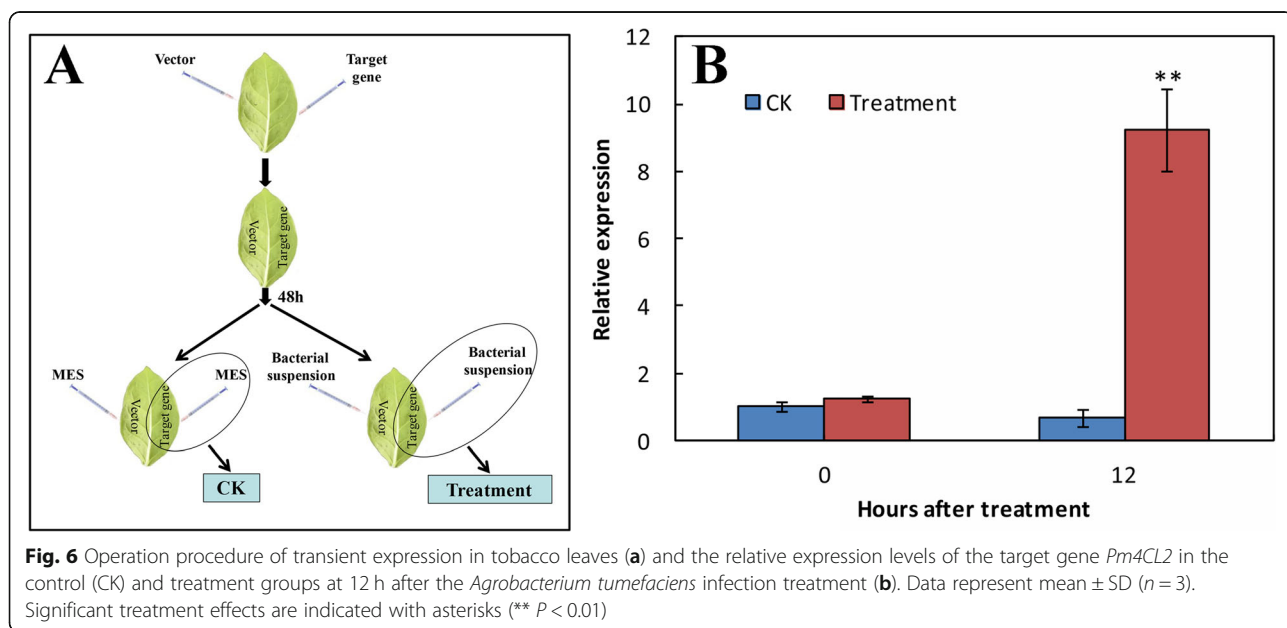 A
Vector
Target
gene
Vector
Target gene
48h
MES
MES
Vector
Target gene
Bacterial
suspension
Bacterial
suspension
Vector
Target gene
CK
Treatment
B
CK
Treatment
**
12
10
8
6
4
2
0
Relative expression
0
12
Hours after treatment
Fig. 6 Operation procedure of transient expression in tobacco leaves (a) and the relative expression levels of the target gene Pm4CL2 in the
control (CK) and treatment groups at 12 h after the Agrobacterium tumefaciens infection treatment (b). Data represent mean ± SD (n = 3).
Significant treatment effects are indicated with asterisks (** P < 0.01)